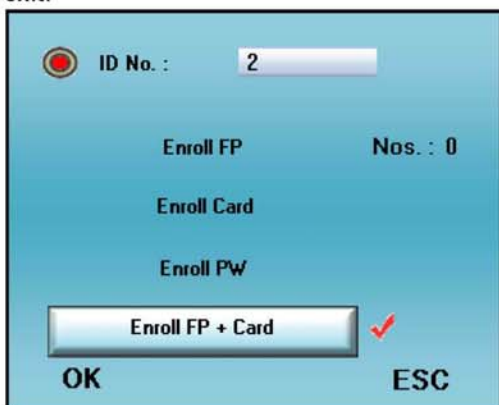 ID No. : 2
Enroll FP Nos. : 0
Enroll Card
Enroll PW
Enroll FP + Card
OK ESC